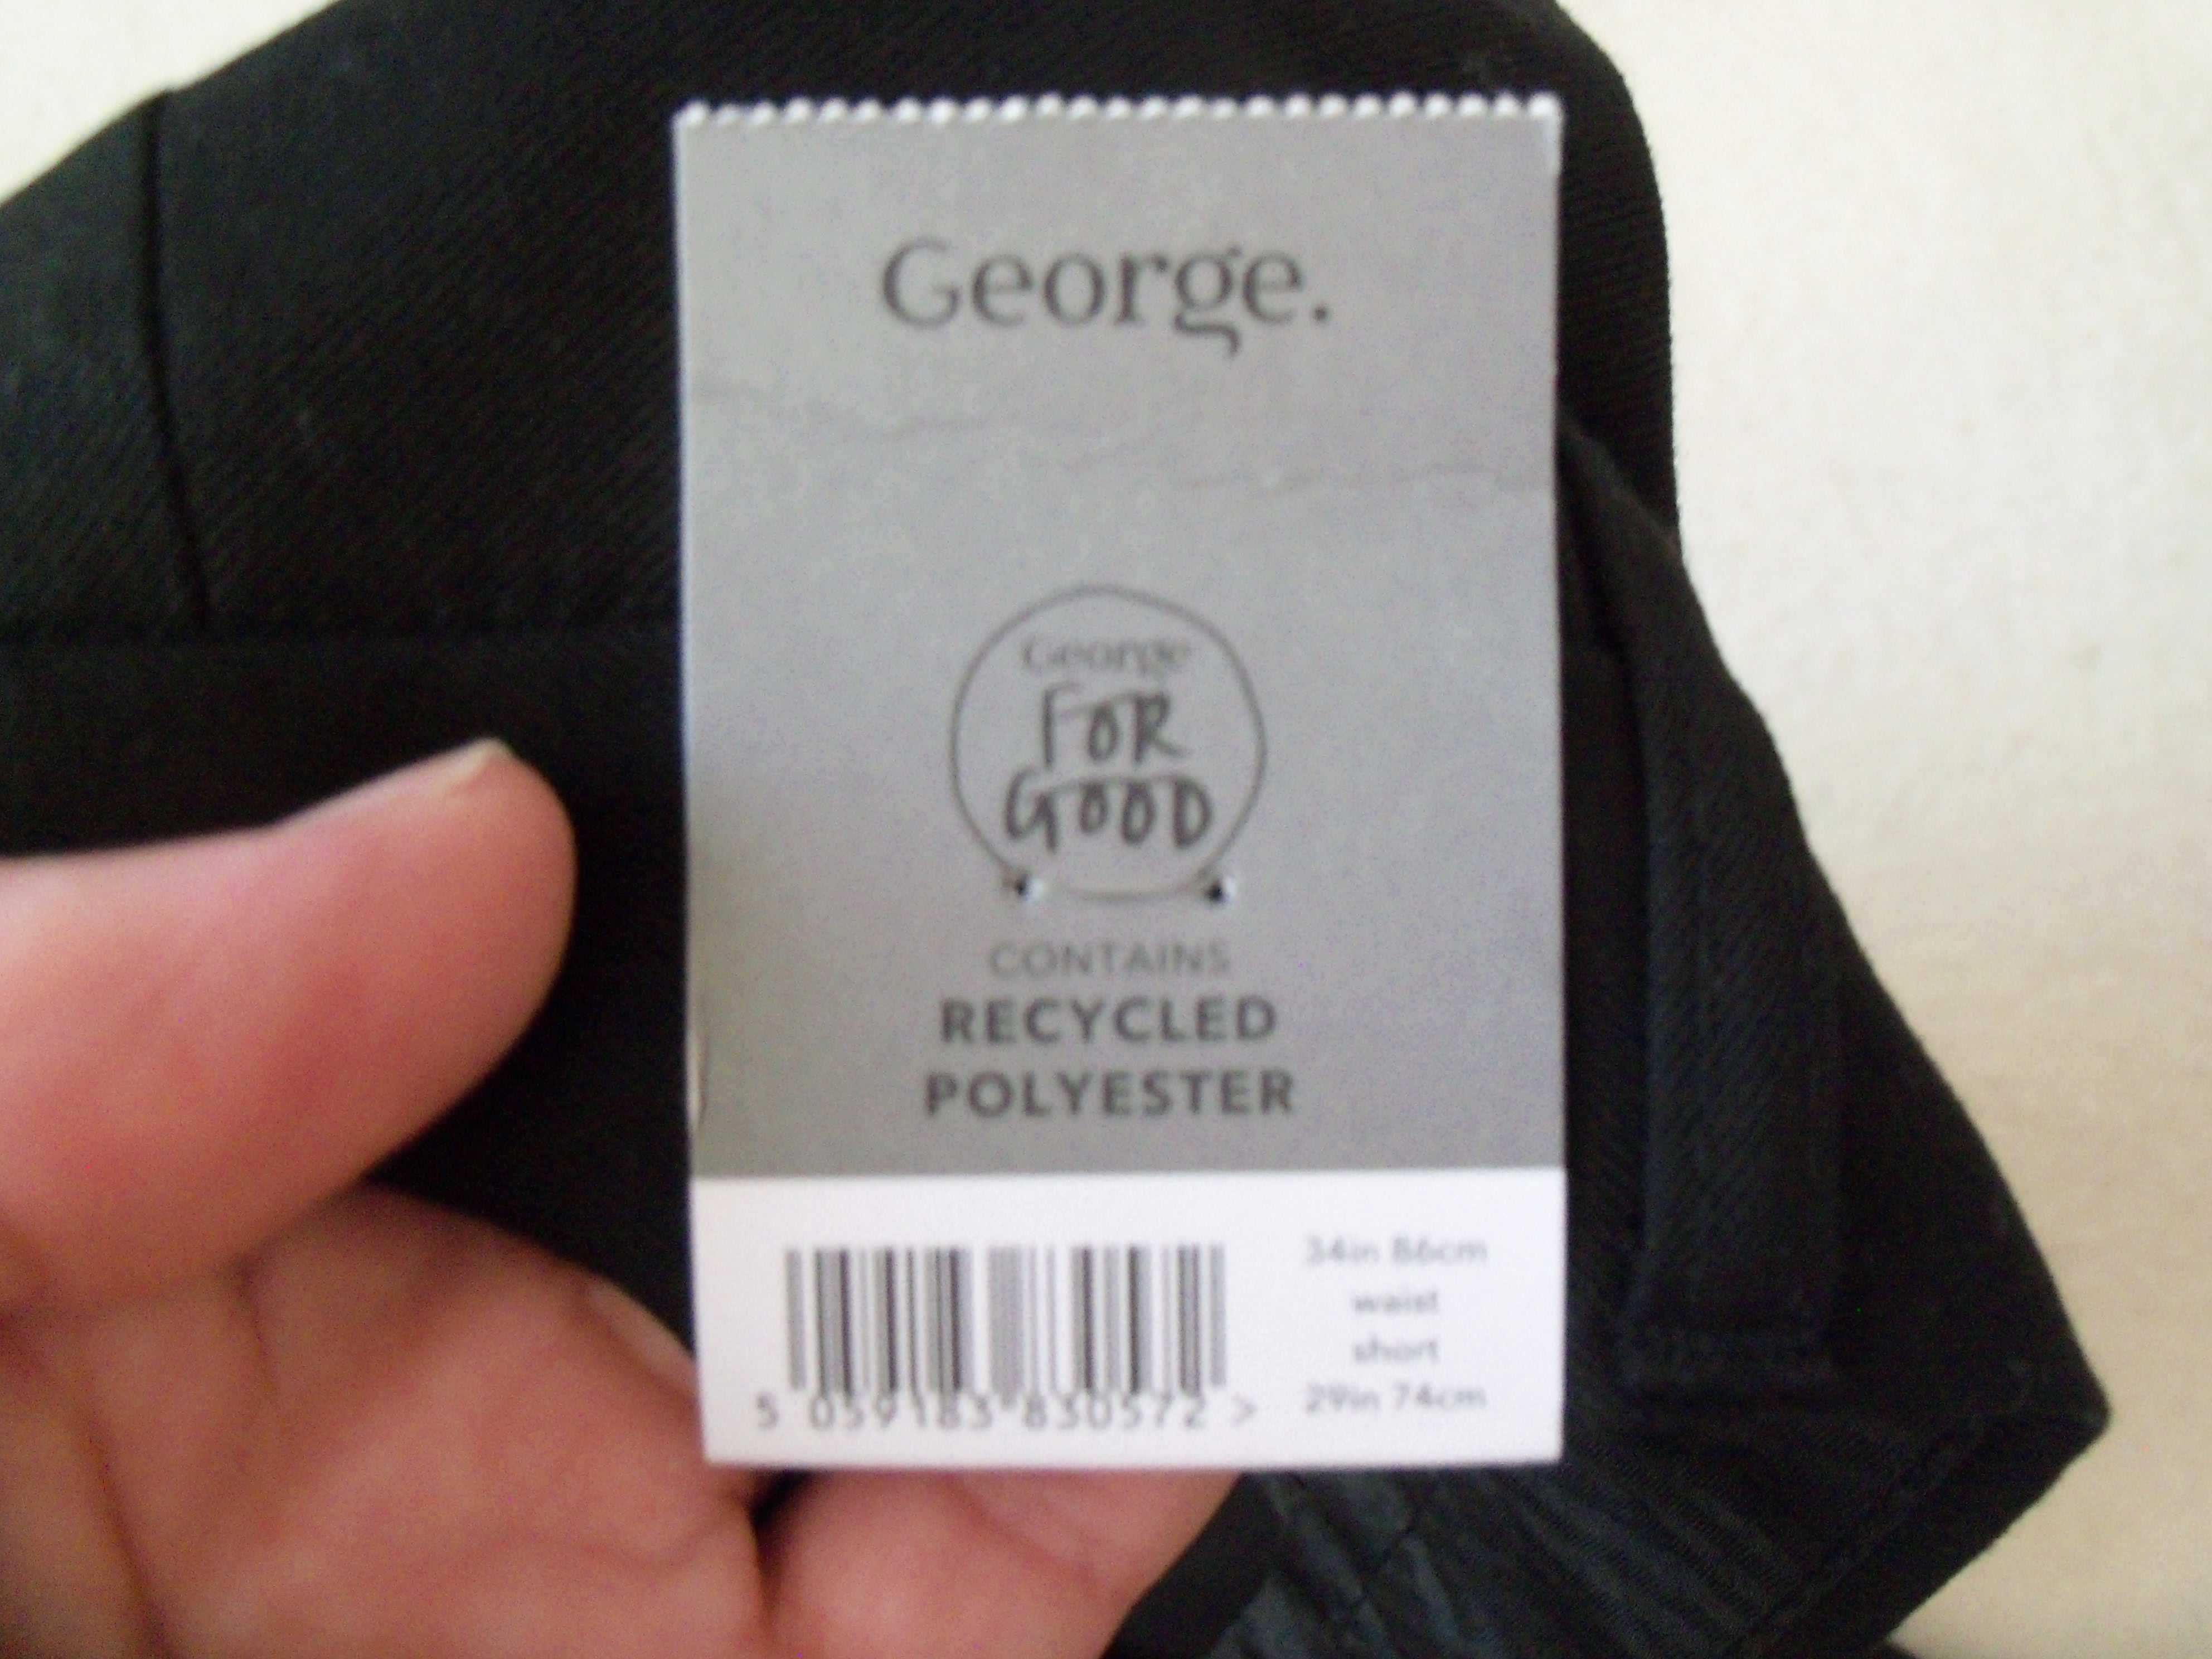 George.
George
FOR
GOOD
CONTAINS
RECYCLED
POLYESTER
34in 86cm
waist
short
29in 74cm
5 059183 830572 >